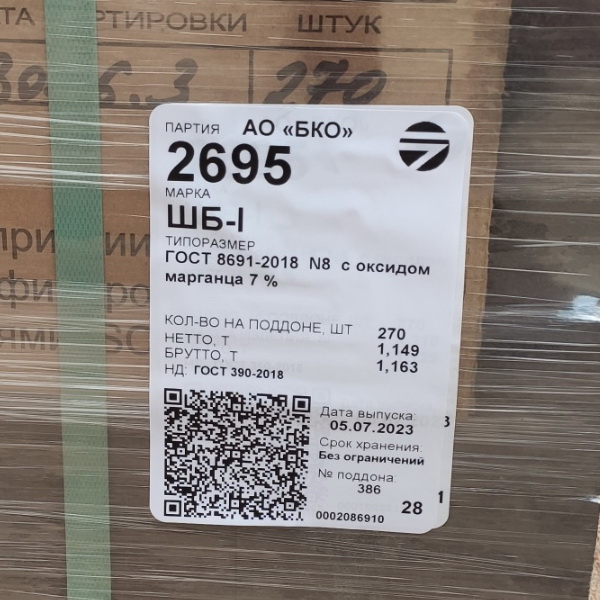 АТА
РТИРОВКИ
ШТУК
270
ПАРТИЯ АО «БКО»
2695
МАРКА
ШБ-I
ТИПОРАЗМЕР
ГОСТ 8691-2018 N8 с оксидом
марганца 7 %
КОЛ-ВО НА ПОДДОНЕ, ШТ 270
НЕТТО, Т 1,149
БРУТТО, Т 1,163
НД: ГОСТ 390-2018
Дата выпуска:
05.07.2023
Срок хранения:
Без ограничений
№ поддона:
386
28
0002086910